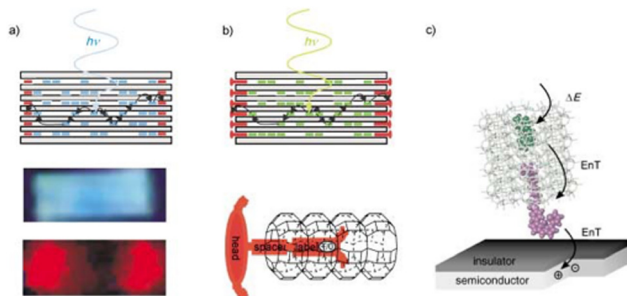 a)
hν
b)
hν
head
spacer
label
c)
ΔE
EnT
EnT
insulator
semiconductor
⊕
⊖